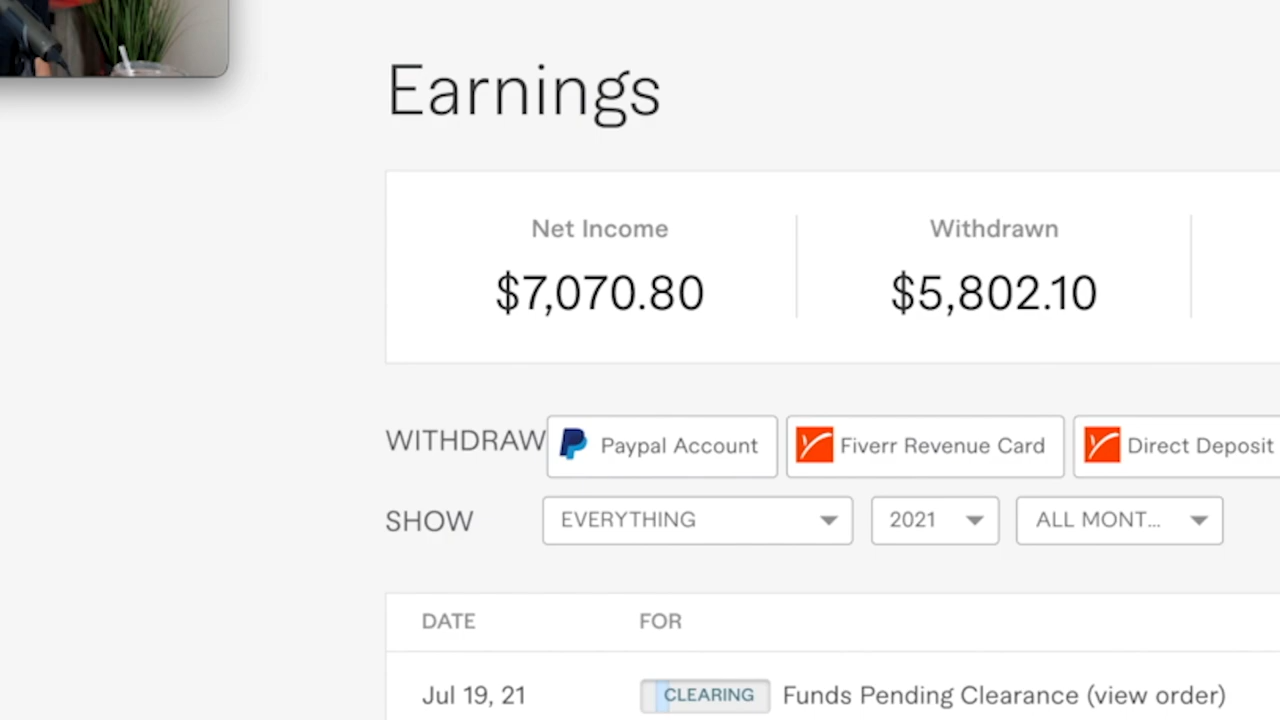 Earnings
Net Income Withdrawn
$7,070.80 $5,802.10
WITHDRAW Paypal Account Fiverr Revenue Card Direct Deposit
SHOW EVERYTHING 2021 ALL MONT...
DATE FOR
Jul 19, 21 CLEARING Funds Pending Clearance (view order)